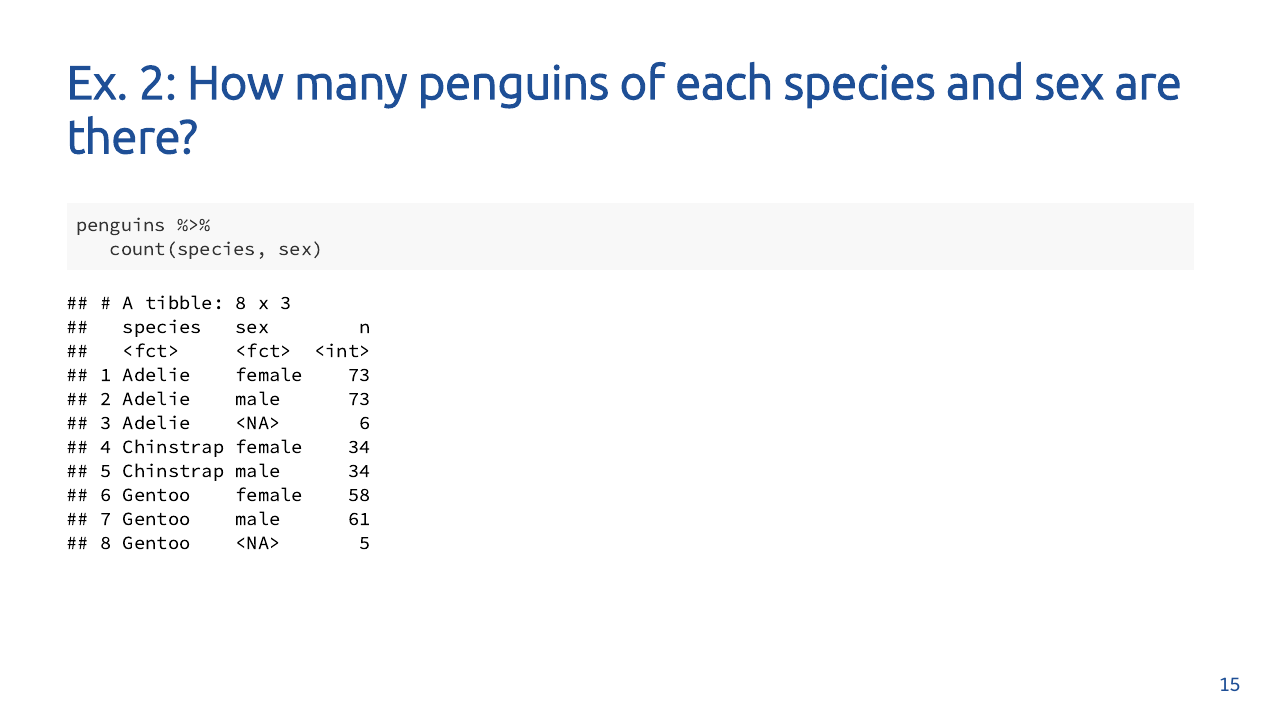 Ex. 2: How many penguins of each species and sex are
there?
penguins %>%
   count(species, sex)
## # A tibble: 8 x 3
##   species   sex        n
##   <fct>     <fct>  <int>
## 1 Adelie    female    73
## 2 Adelie    male      73
## 3 Adelie    <NA>       6
## 4 Chinstrap female    34
## 5 Chinstrap male      34
## 6 Gentoo    female    58
## 7 Gentoo    male      61
## 8 Gentoo    <NA>       5
15